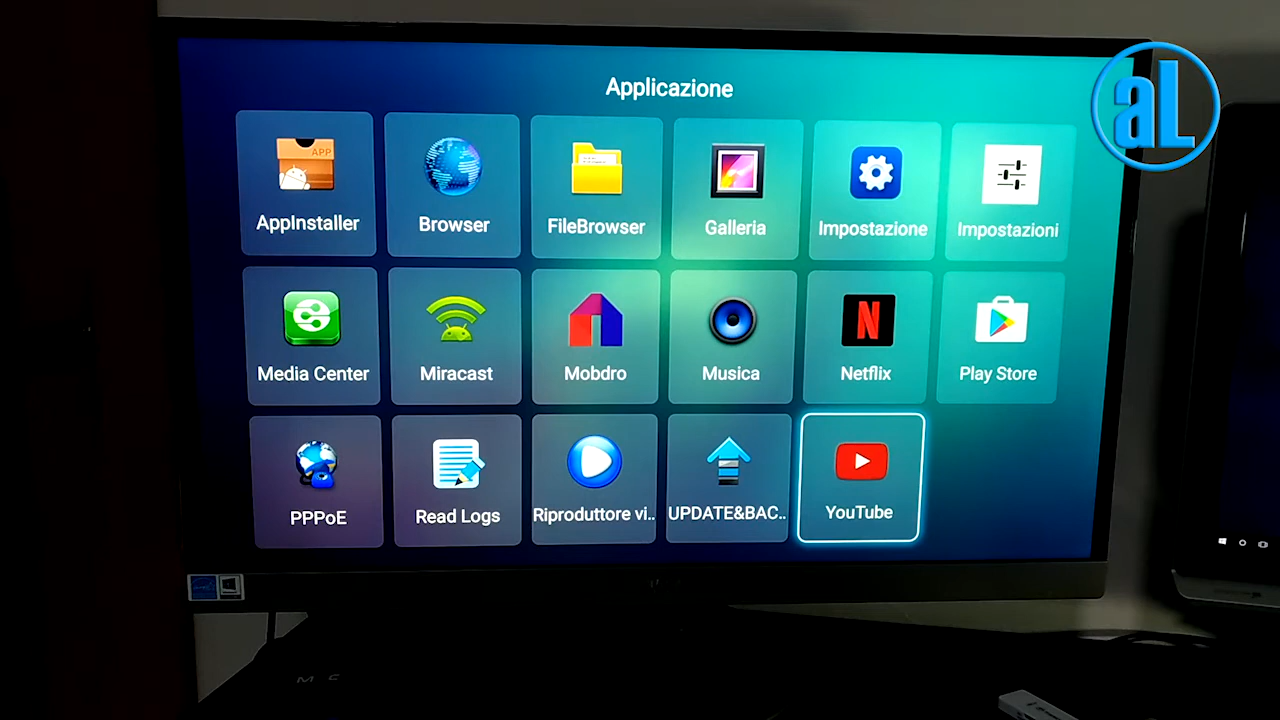 aL
Applicazione
APP
AppInstaller
Browser
FileBrowser
Galleria
Impostazione
Impostazioni
Media Center
Miracast
Mobdro
Musica
Netflix
Play Store
PPPoE
Read Logs
Riproduttore vi..
UPDATE&BAC..
YouTube